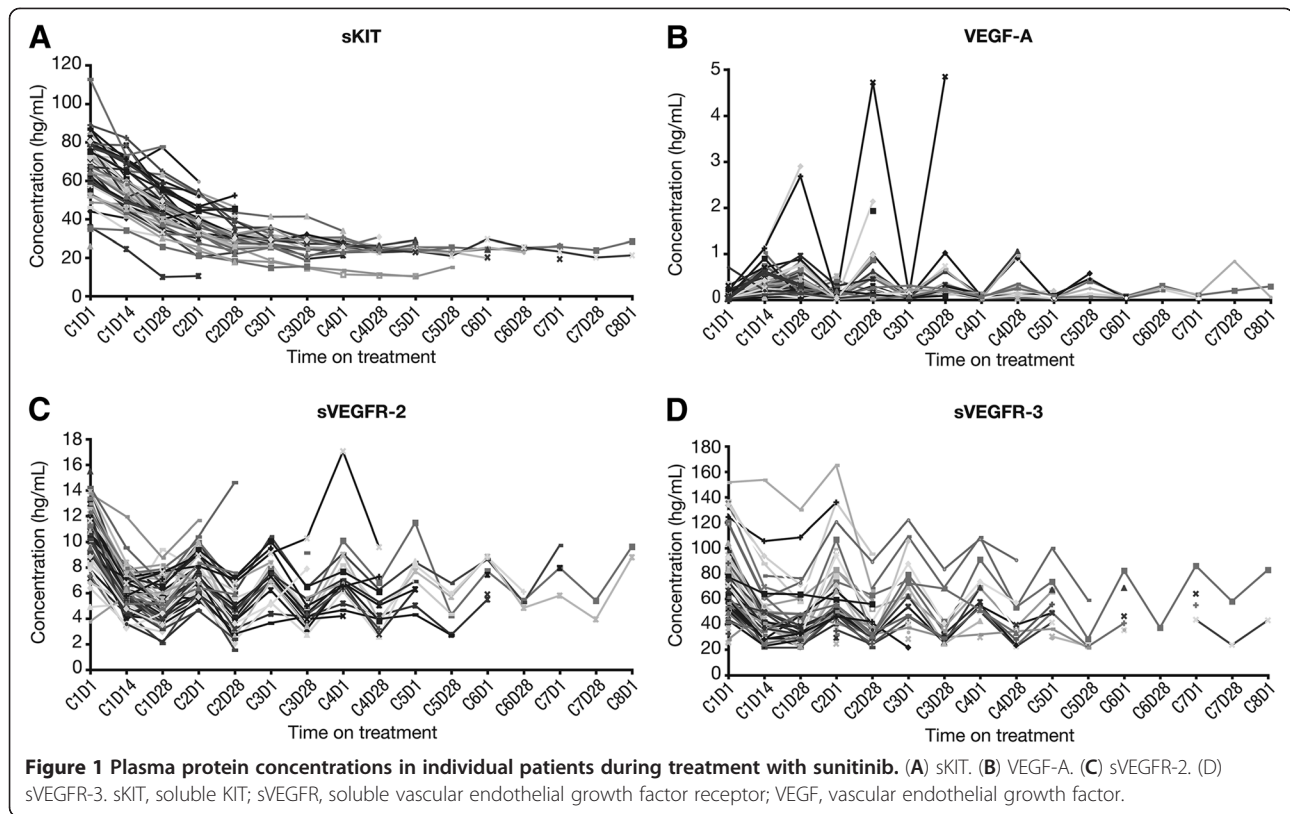 A
sKIT
Concentration (hg/mL)
120
100
80
60
40
20
0
C1D1 C1D14 C1D28 C2D1 C2D28 C3D1 C3D28 C4D1 C4D28 C5D1 C5D28 C6D1 C6D28 C7D1 C7D28 C8D1
Time on treatment
B
VEGF-A
Concentration (hg/mL)
5
4
3
2
1
0
C1D1 C1D14 C1D28 C2D1 C2D28 C3D1 C3D28 C4D1 C4D28 C5D1 C5D28 C6D1 C6D28 C7D1 C7D28 C8D1
Time on treatment
C
sVEGFR-2
Concentration (hg/mL)
18
16
14
12
10
8
6
4
2
0
C1D1 C1D14 C1D28 C2D1 C2D28 C3D1 C3D28 C4D1 C4D28 C5D1 C5D28 C6D1 C6D28 C7D1 C7D28 C8D1
Time on treatment
D
sVEGFR-3
Concentration (hg/mL)
180
160
140
120
100
80
60
40
20
0
C1D1 C1D14 C1D28 C2D1 C2D28 C3D1 C3D28 C4D1 C4D28 C5D1 C5D28 C6D1 C6D28 C7D1 C7D28 C8D1
Time on treatment
Figure 1 Plasma protein concentrations in individual patients during treatment with sunitinib. (A) sKIT. (B) VEGF-A. (C) sVEGFR-2. (D)
sVEGFR-3. sKIT, soluble KIT; sVEGFR, soluble vascular endothelial growth factor receptor; VEGF, vascular endothelial growth factor.